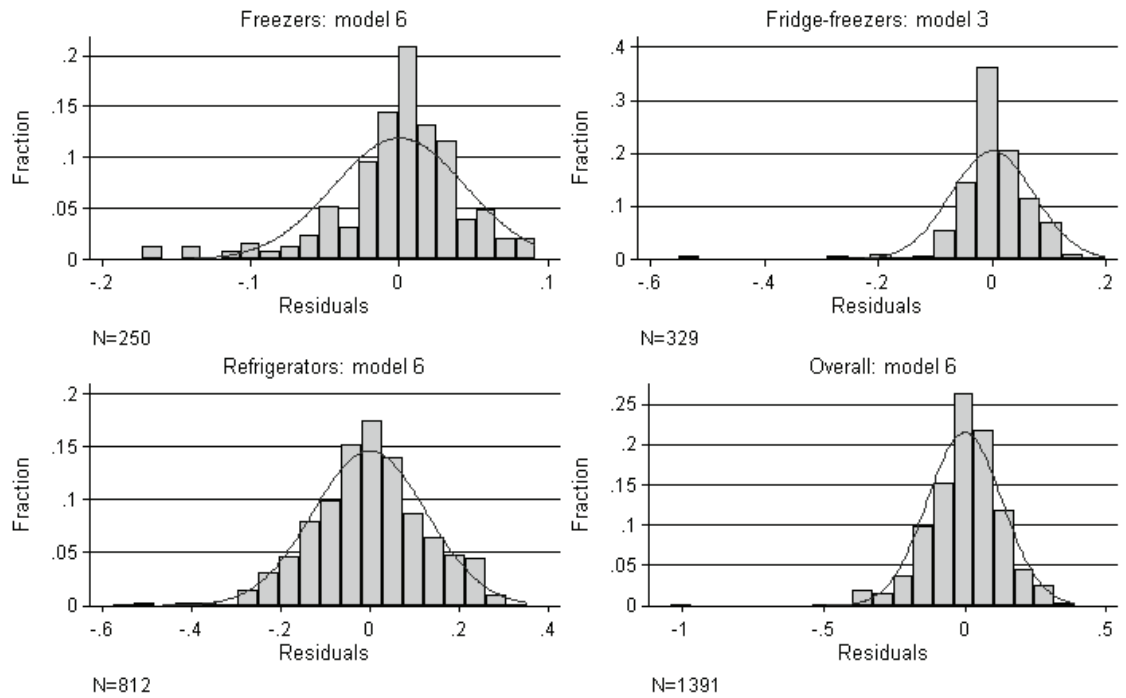 Freezers: model 6
Fraction
.2
.15
.1
.05
0
-.2
-.1
0
.1
Residuals
N=250
Fridge-freezers: model 3
Fraction
.4
.3
.2
.1
0
-.6
-.4
-.2
0
.2
Residuals
N=329
Refrigerators: model 6
Fraction
.2
.15
.1
.05
0
-.6
-.4
-.2
0
.2
.4
Residuals
N=812
Overall: model 6
Fraction
.25
.2
.15
.1
.05
0
-1
-.5
0
.5
Residuals
N=1391